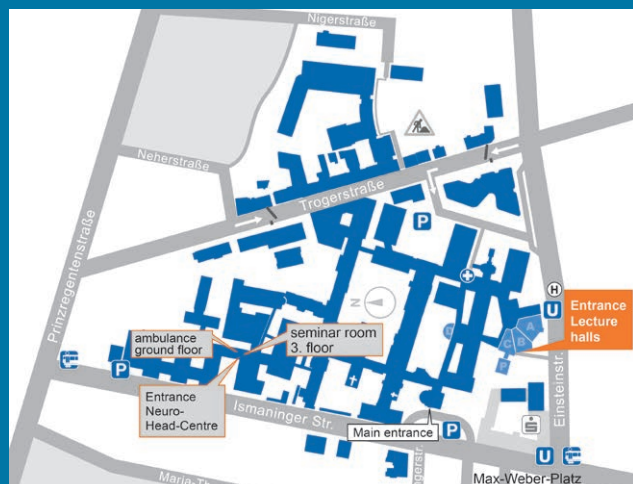 Nigerstraße
Neherstraße
Trogerstraße
Prinzregentenstraße
P
H
U
Entrance
Lecture
halls
A
B
C
P
N
ambulance
ground floor
seminar room
3. floor
P
Entrance
Neuro-
Head-Centre
Ismaninger Str.
Main entrance
P
Einsteinstr.
S
U
Max-Weber-Platz